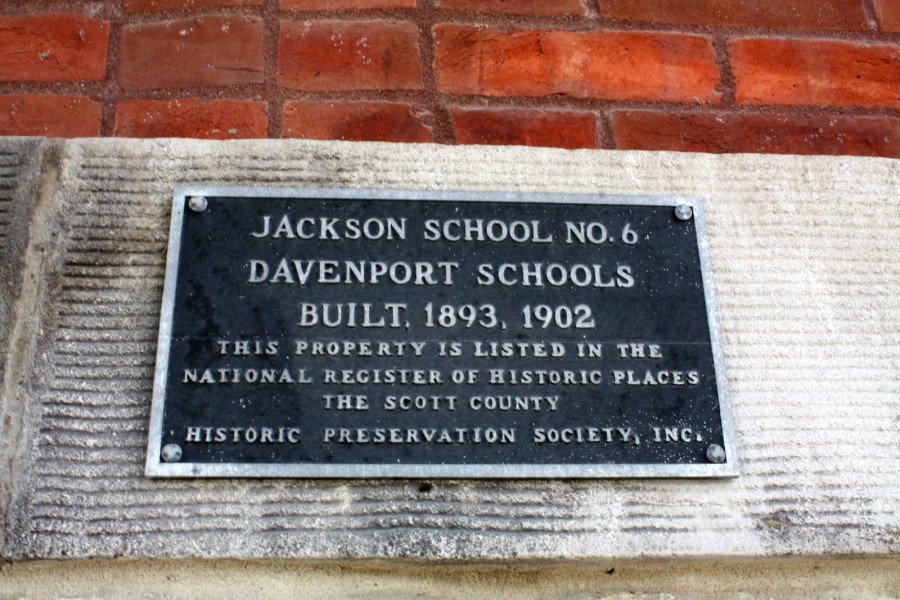 JACKSON SCHOOL NO. 6
DAVENPORT SCHOOLS
BUILT, 1893, 1902
THIS PROPERTY IS LISTED IN THE
NATIONAL REGISTER OF HISTORIC PLACES
THE SCOTT COUNTY
HISTORIC PRESERVATION SOCIETY, INC.